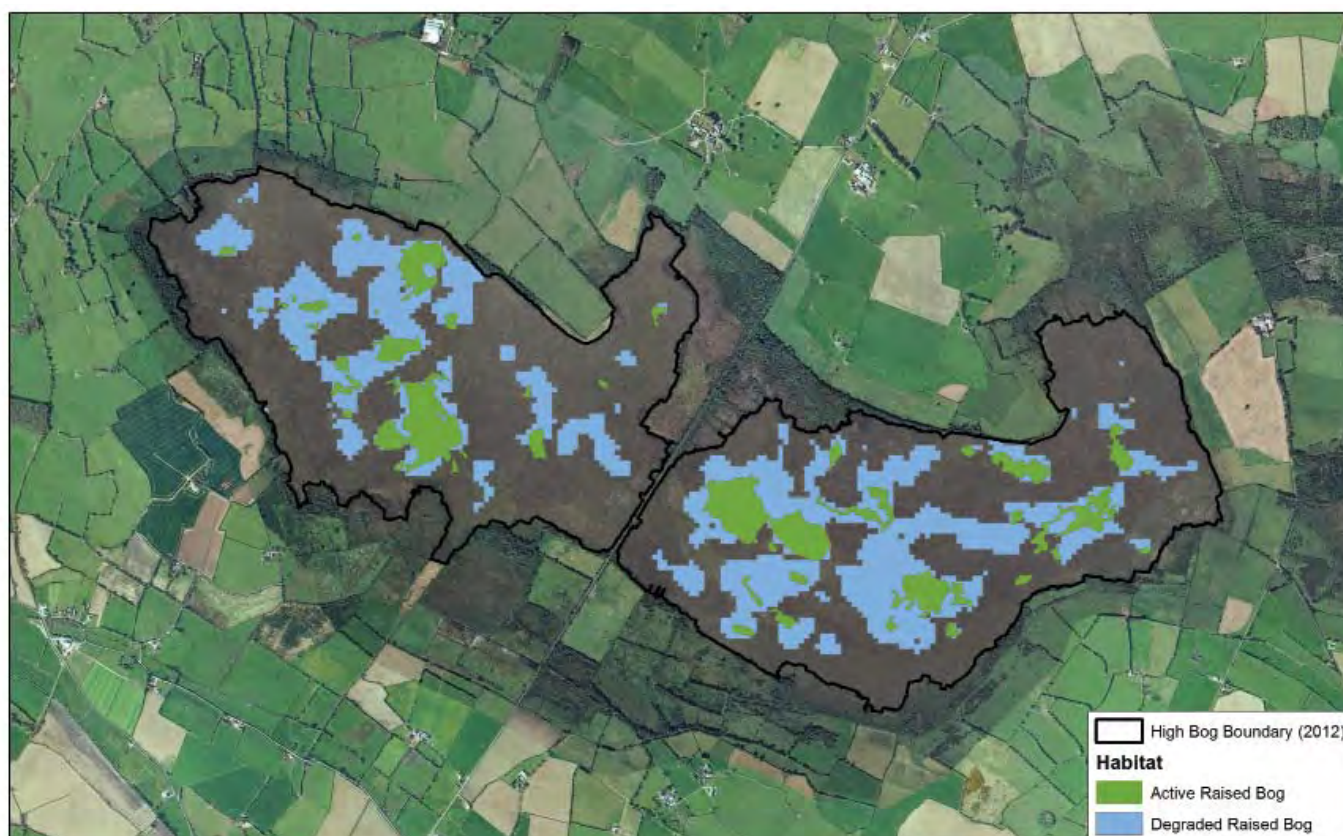 High Bog Boundary (2012)
Habitat
Active Raised Bog
Degraded Raised Bog